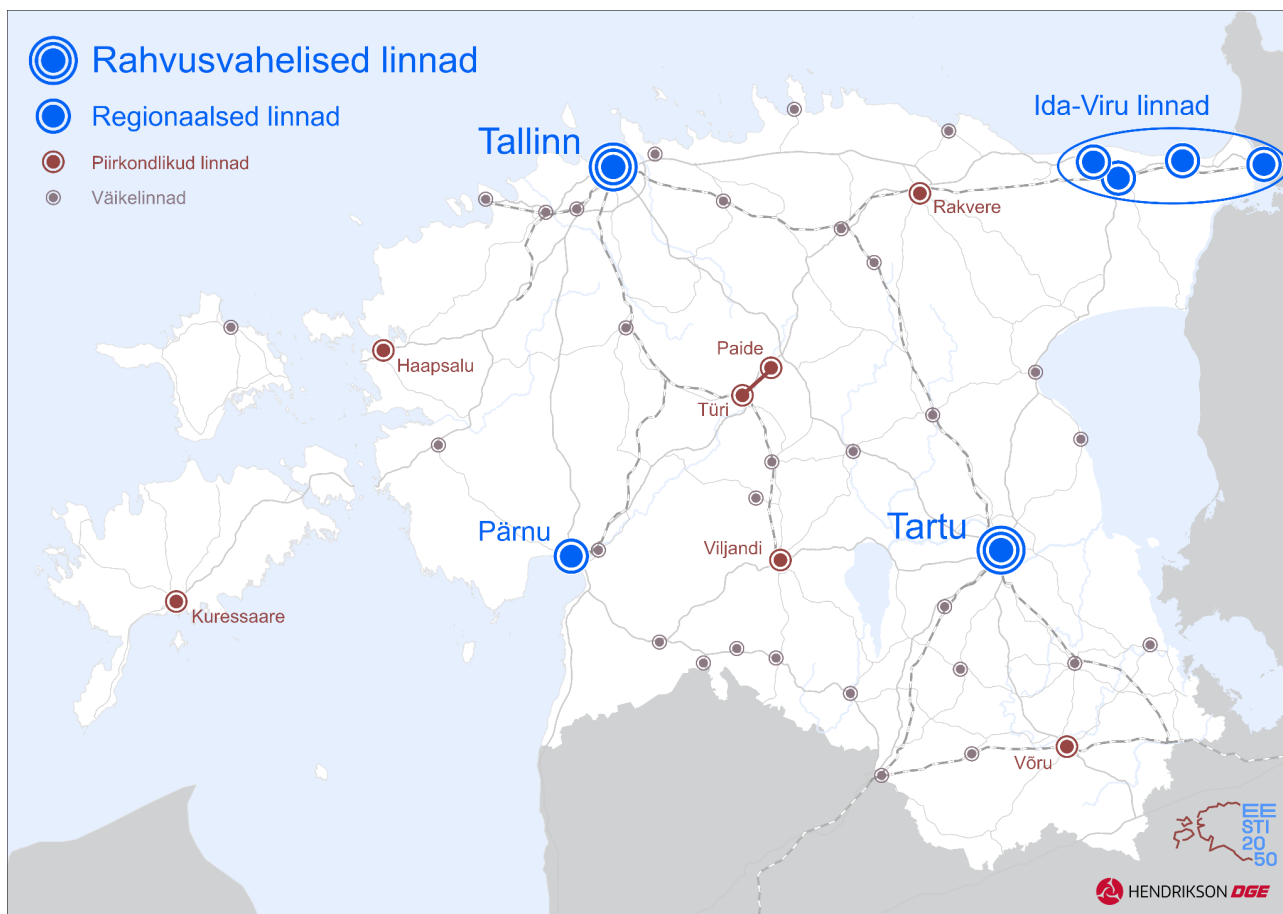 Rahvusvahelised linnad
Regionaalsed linnad
Piirkondlikud linnad
Väikelinnad
Ida-Viru linnad
Tallinn
Rakvere
Haapsalu
Paide
Türi
Pärnu
Viljandi
Tartu
Kuressaare
Võru
EE
STI
20
50
HENDRIKSON DGE